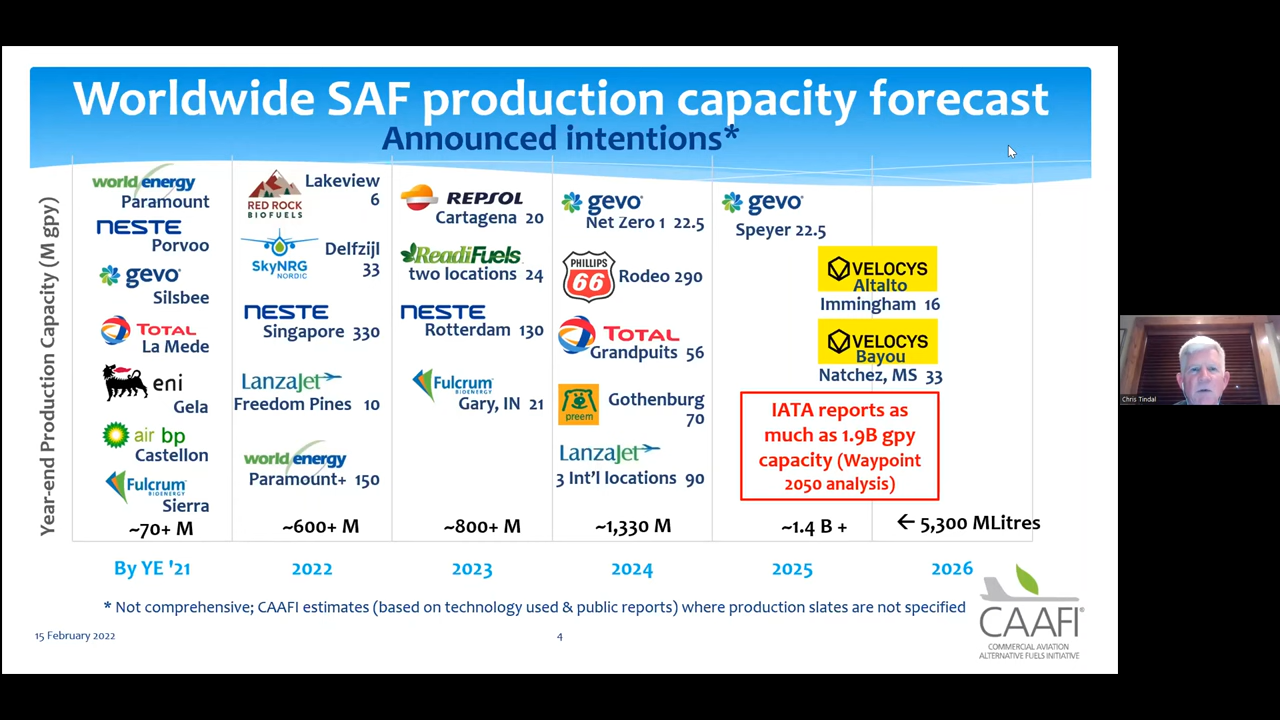 Worldwide SAF production capacity forecast
Announced intentions*
Year-end Production Capacity (M gpy)
world energy
Paramount
NESTE
Porvoo
gevo
Silsbee
TOTAL
La Mede
eni
Gela
air bp
Castellon
Fulcrum
BIOENERGY
Sierra
~70+ M
By YE '21
RED ROCK
BIOFUELS
Lakeview
6
SkyNRG
NORDIC
Delfzijl
33
NESTE
Singapore 330
LanzaJet
Freedom Pines 10
world energy
Paramount+ 150
~600+ M
2022
REPSOL
Cartagena 20
ReadiFuels
two locations 24
NESTE
Rotterdam 130
Fulcrum
BIOENERGY
Gary, IN 21
~800+ M
2023
gevo
Net Zero 1 22.5
PHILLIPS
66
Rodeo 290
TOTAL
Grandpuits 56
preem
Gothenburg
70
LanzaJet
3 Int'l locations 90
~1,330 M
2024
gevo
Speyer 22.5
VELOCYS
Altalto
Immingham 16
VELOCYS
Bayou
Natchez, MS 33
IATA reports as
much as 1.9B gpy
capacity (Waypoint
2050 analysis)
~1.4 B +
2025
← 5,300 MLitres
2026
* Not comprehensive; CAAFI estimates (based on technology used & public reports) where production slates are not specified
15 February 2022
4
CAAFI
COMMERCIAL AVIATION
ALTERNATIVE FUELS INITIATIVE
Chris Tindal